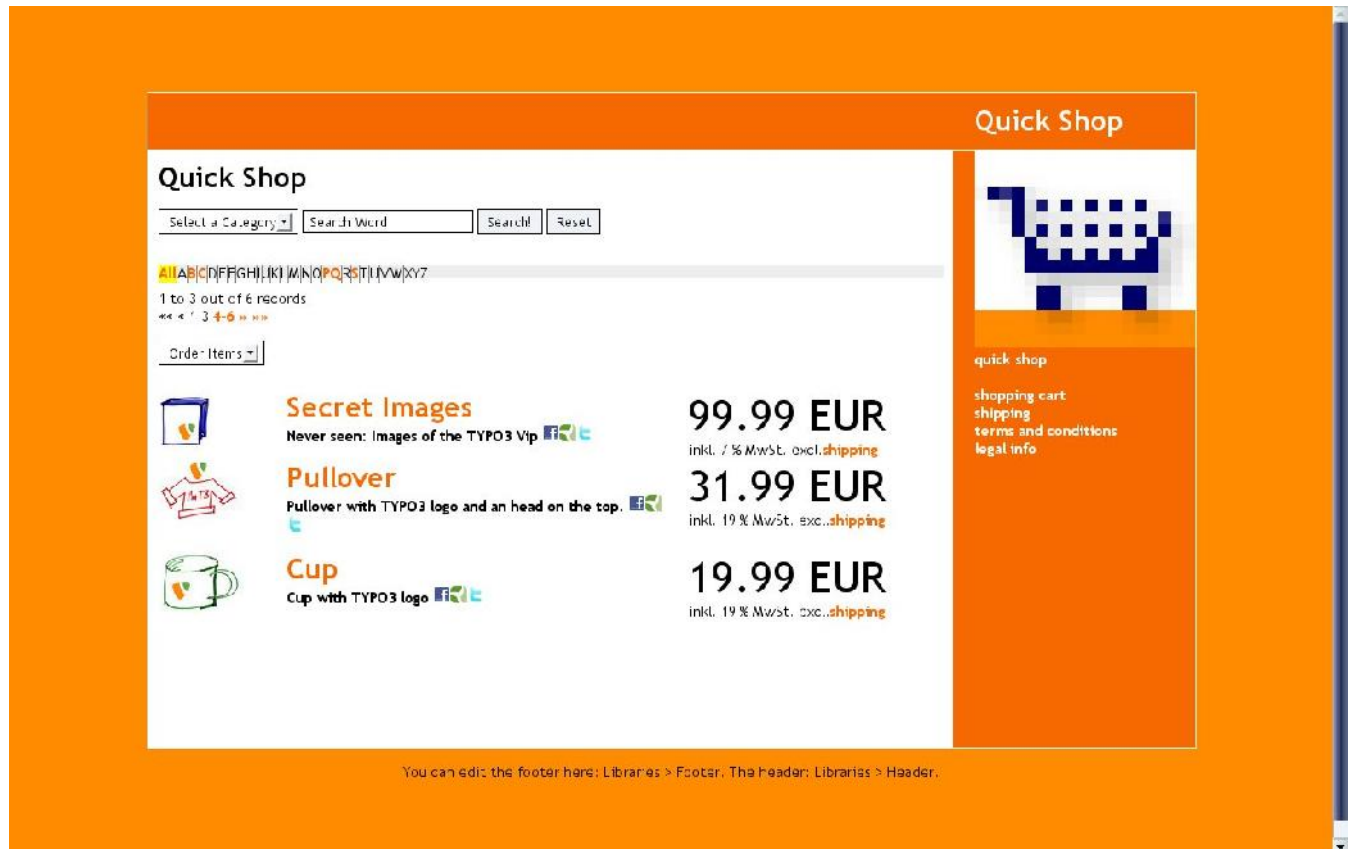 Quick Shop
Quick Shop
Select a Category Search Word Search! Reset
All A|B|C|D|E|F|G|H|I|J|K|L|M|N|O|P|Q|R|S|T|U|V|W|X|Y|Z
1 to 3 out of 6 records
«« « 1-3 4-6 » »»
Order Items
Secret Images
Never seen: Images of the TYPO3 Vip
99.99 EUR
inkl. 7 % MwSt. excl.shipping
Pullover
Pullover with TYPO3 logo and an head on the top.
31.99 EUR
inkl. 19 % MwSt. excl.shipping
Cup
Cup with TYPO3 logo
19.99 EUR
inkl. 19 % MwSt. excl.shipping
quick shop
shopping cart
shipping
terms and conditions
legal info
You can edit the footer here: Libraries > Footer. The header: Libraries > Header.